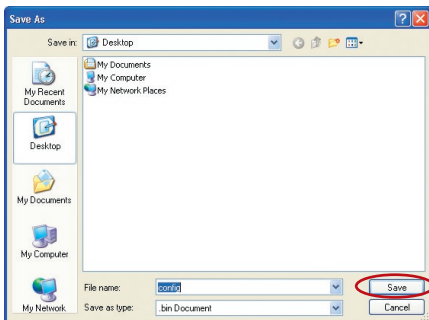 Save As
Save in: Desktop
My Documents
My Computer
My Network Places
My Recent
Documents
Desktop
My Documents
My Computer
My Network
File name: config Save
Save as type: .bin Document Cancel